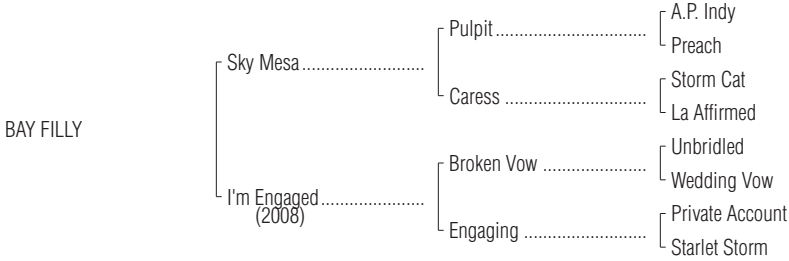 A.P. Indy
Pulpit
Preach
Sky Mesa
Storm Cat
Caress
La Affirmed
BAY FILLY
Unbridled
Broken Vow
Wedding Vow
I'm Engaged
(2008)
Private Account
Engaging
Starlet Storm